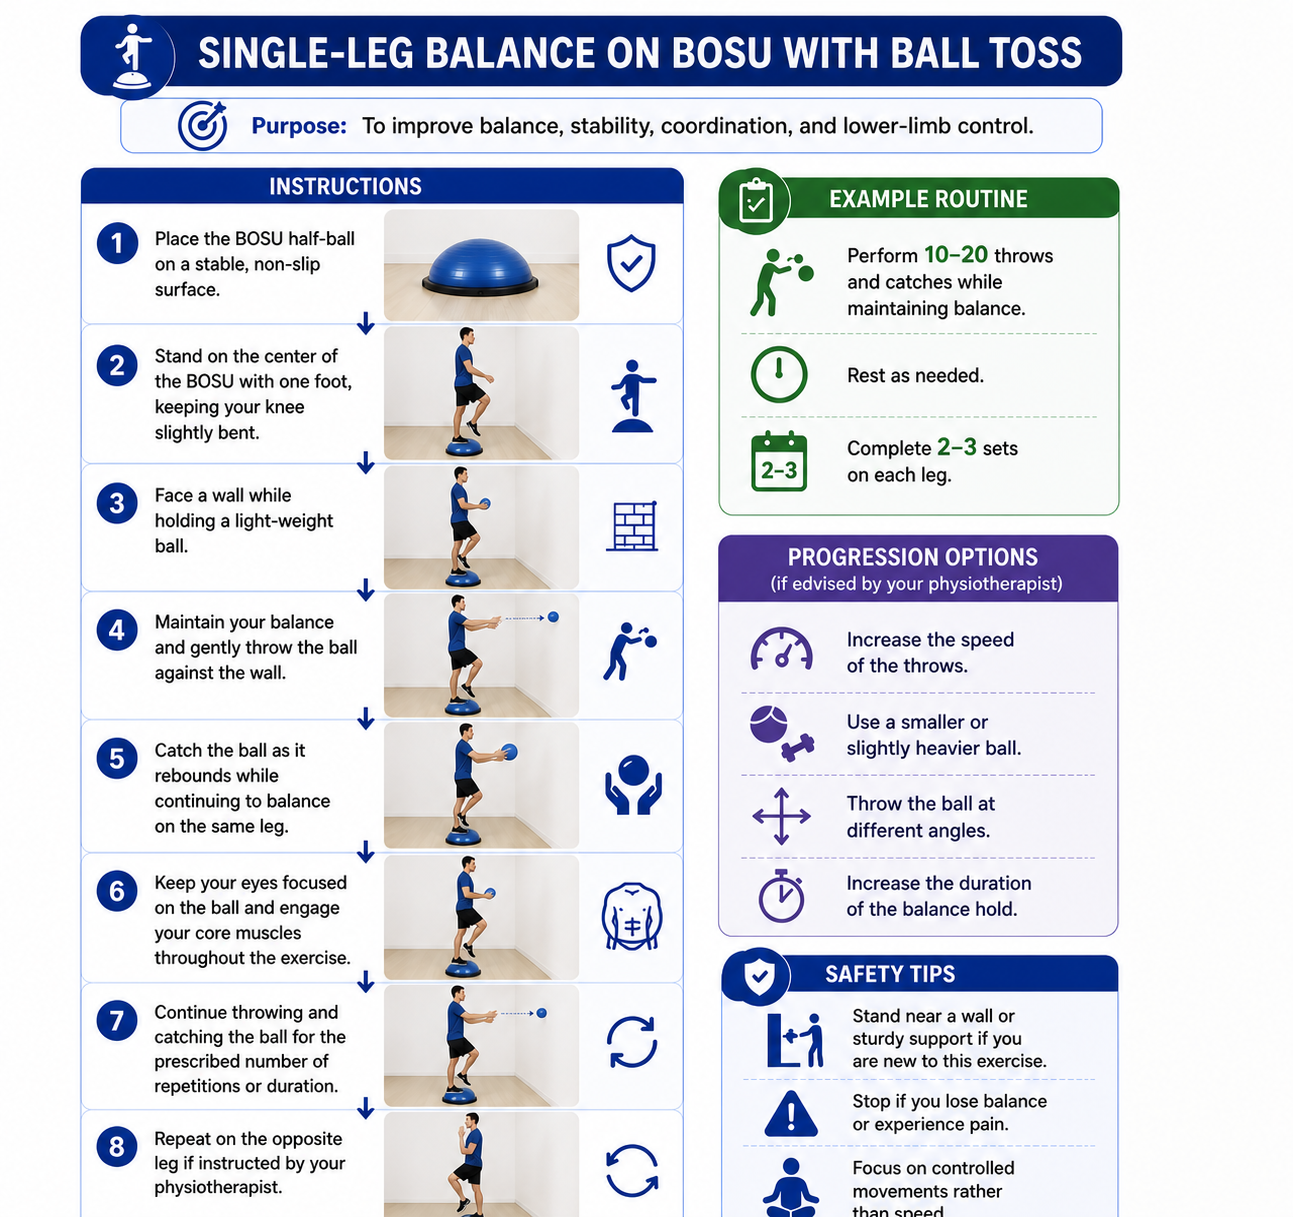 SINGLE-LEG BALANCE ON BOSU WITH BALL TOSS
Purpose: To improve balance, stability, coordination, and lower-limb control.
INSTRUCTIONS
1
Place the BOSU half-ball
on a stable, non-slip
surface.
2
Stand on the center of
the BOSU with one foot,
keeping your knee
slightly bent.
3
Face a wall while
holding a light-weight
ball.
4
Maintain your balance
and gently throw the ball
against the wall.
5
Catch the ball as it
rebounds while
continuing to balance
on the same leg.
6
Keep your eyes focused
on the ball and engage
your core muscles
throughout the exercise.
7
Continue throwing and
catching the ball for the
prescribed number of
repetitions or duration.
8
Repeat on the opposite
leg if instructed by your
physiotherapist.
EXAMPLE ROUTINE
Perform 10–20 throws
and catches while
maintaining balance.
Rest as needed.
2–3
Complete 2–3 sets
on each leg.
PROGRESSION OPTIONS
(if edvised by your physiotherapist)
Increase the speed
of the throws.
Use a smaller or
slightly heavier ball.
Throw the ball at
different angles.
Increase the duration
of the balance hold.
SAFETY TIPS
Stand near a wall or
sturdy support if you
are new to this exercise.
Stop if you lose balance
or experience pain.
Focus on controlled
movements rather
than speed